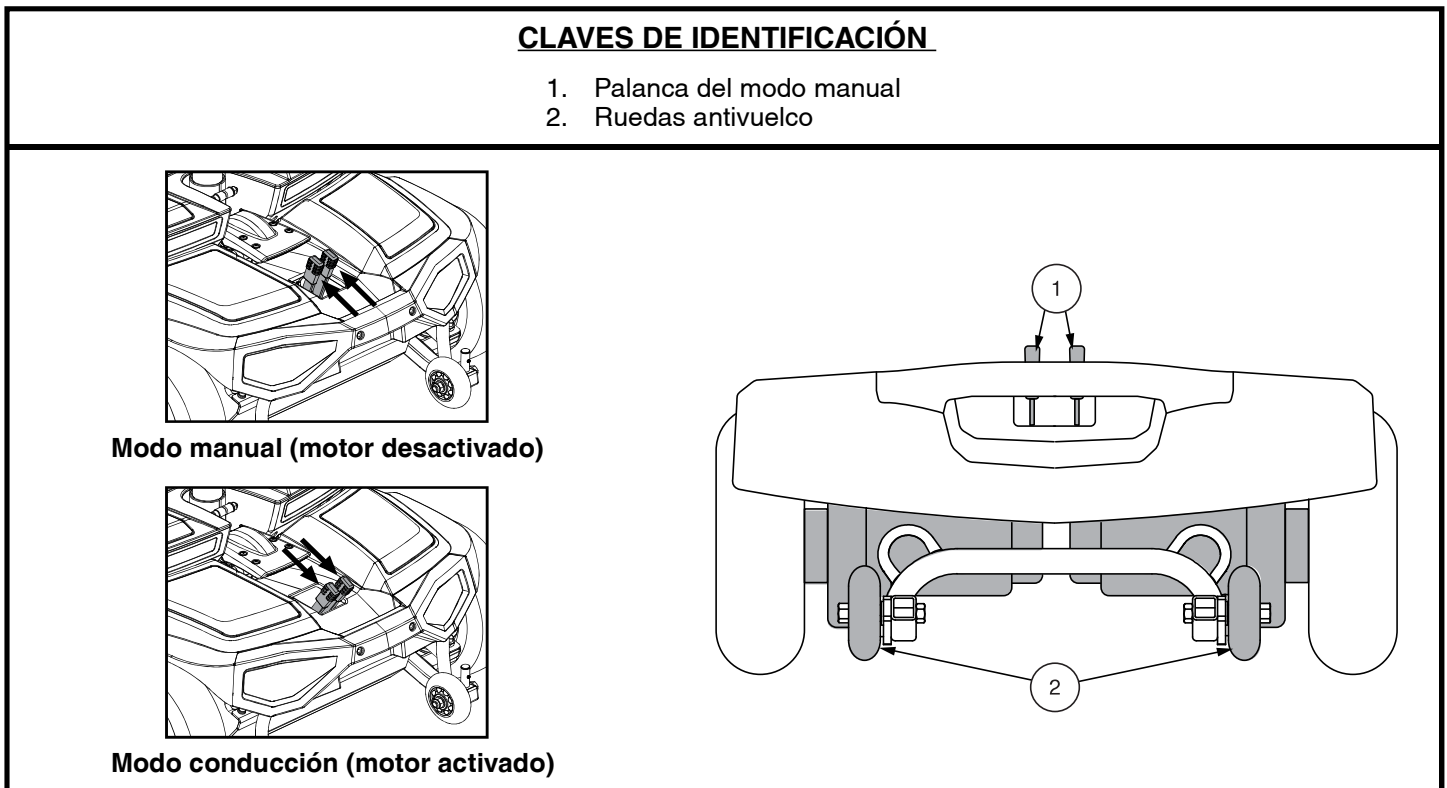 CLAVES DE IDENTIFICACIÓN
1. Palanca del modo manual
2. Ruedas antivuelco
Modo manual (motor desactivado)
Modo conducción (motor activado)
1
2